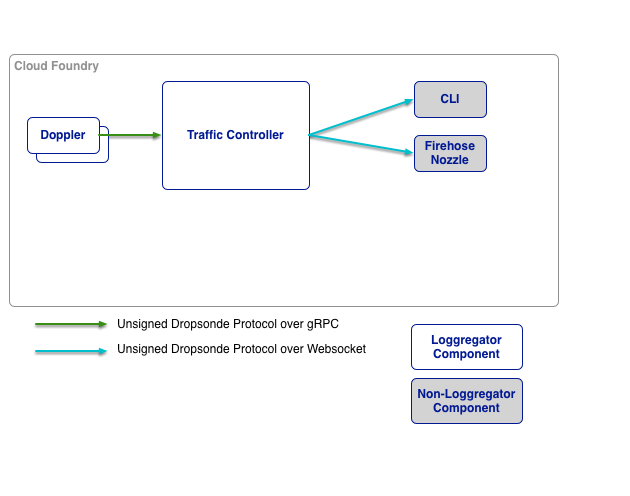 Cloud Foundry
Doppler
Traffic Controller
CLI
Firehose
Nozzle
Unsigned Dropsonde Protocol over gRPC
Unsigned Dropsonde Protocol over Websocket
Loggregator
Component
Non-Loggregator
Component